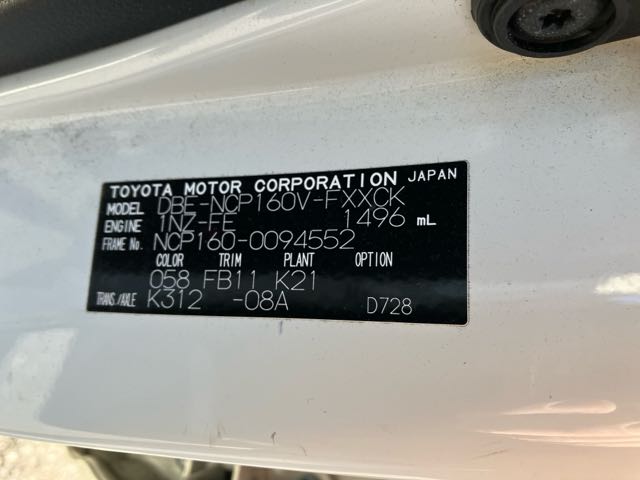 TOYOTA MOTOR CORPORATION JAPAN
MODEL DBE-NCP160V-FXXCK
ENGINE 1NZ-FE 1496 mL
FRAME No. NCP160-0094552
COLOR TRIM PLANT OPTION
058 FB11 K21
TRANS./AXLE K312 -08A D728